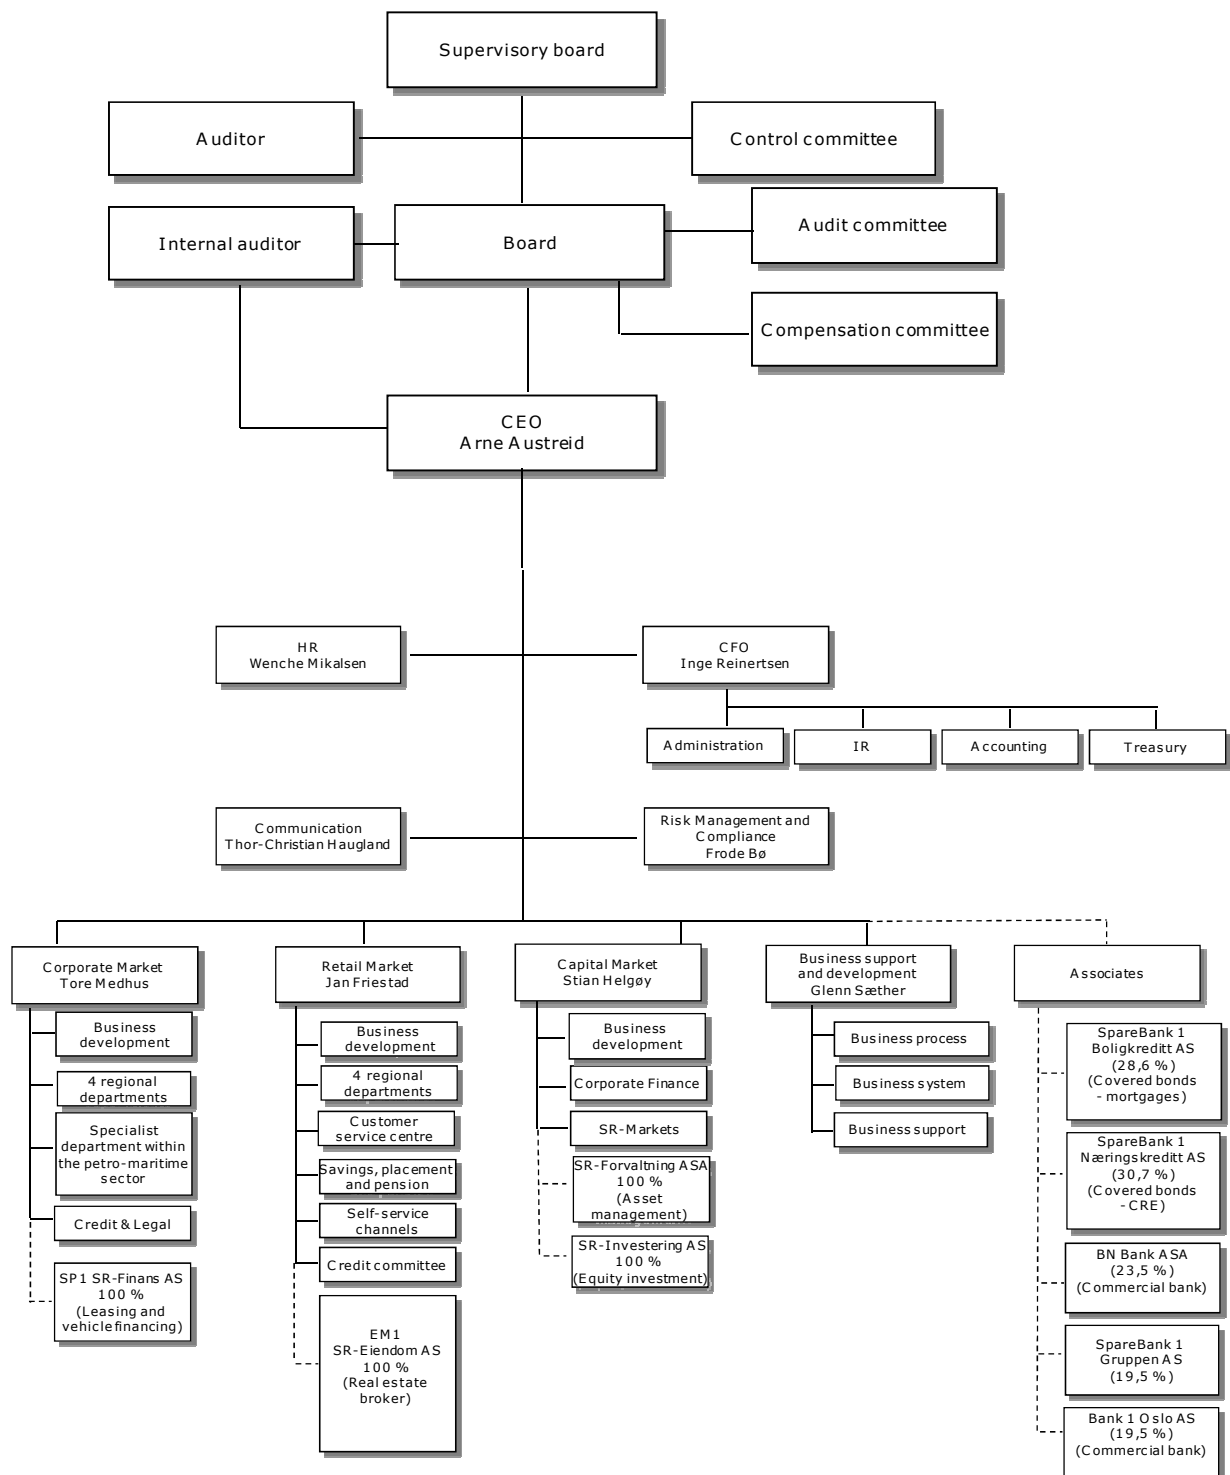 Supervisory board
Auditor
Control committee
Internal auditor
Board
Audit committee
Compensation committee
CEO
Arne Austreid
HR
Wenche Mikalsen
CFO
Inge Reinertsen
Administration
IR
Accounting
Treasury
Communication
Thor-Christian Haugland
Risk Management and
Compliance
Frode Bø
Corporate Market
Tore Medhus
Business
development
4 regional
departments
Specialist
department within
the petro-maritime
sector
Credit & Legal
SP1 SR-Finans AS
100 %
(Leasing and
vehicle financing)
Retail Market
Jan Friestad
Business
development
4 regional
departments
Customer
service centre
Savings, placement
and pension
Self-service
channels
Credit committee
EM1
SR-Eiendom AS
100 %
(Real estate
broker)
Capital Market
Stian Helgøy
Business
development
Corporate Finance
SR-Markets
SR-Forvaltning ASA
100 %
(Asset
management)
SR-Investering AS
100 %
(Equity investment)
Business support
and development
Glenn Sæther
Business process
Business system
Business support
Associates
SpareBank 1
Boligkreditt AS
(28,6 %)
(Covered bonds
- mortgages)
SpareBank 1
Næringskreditt AS
(30,7 %)
(Covered bonds
- CRE)
BN Bank ASA
(23,5 %)
(Commercial bank)
SpareBank 1
Gruppen AS
(19,5 %)
Bank 1 Oslo AS
(19,5 %)
(Commercial bank)